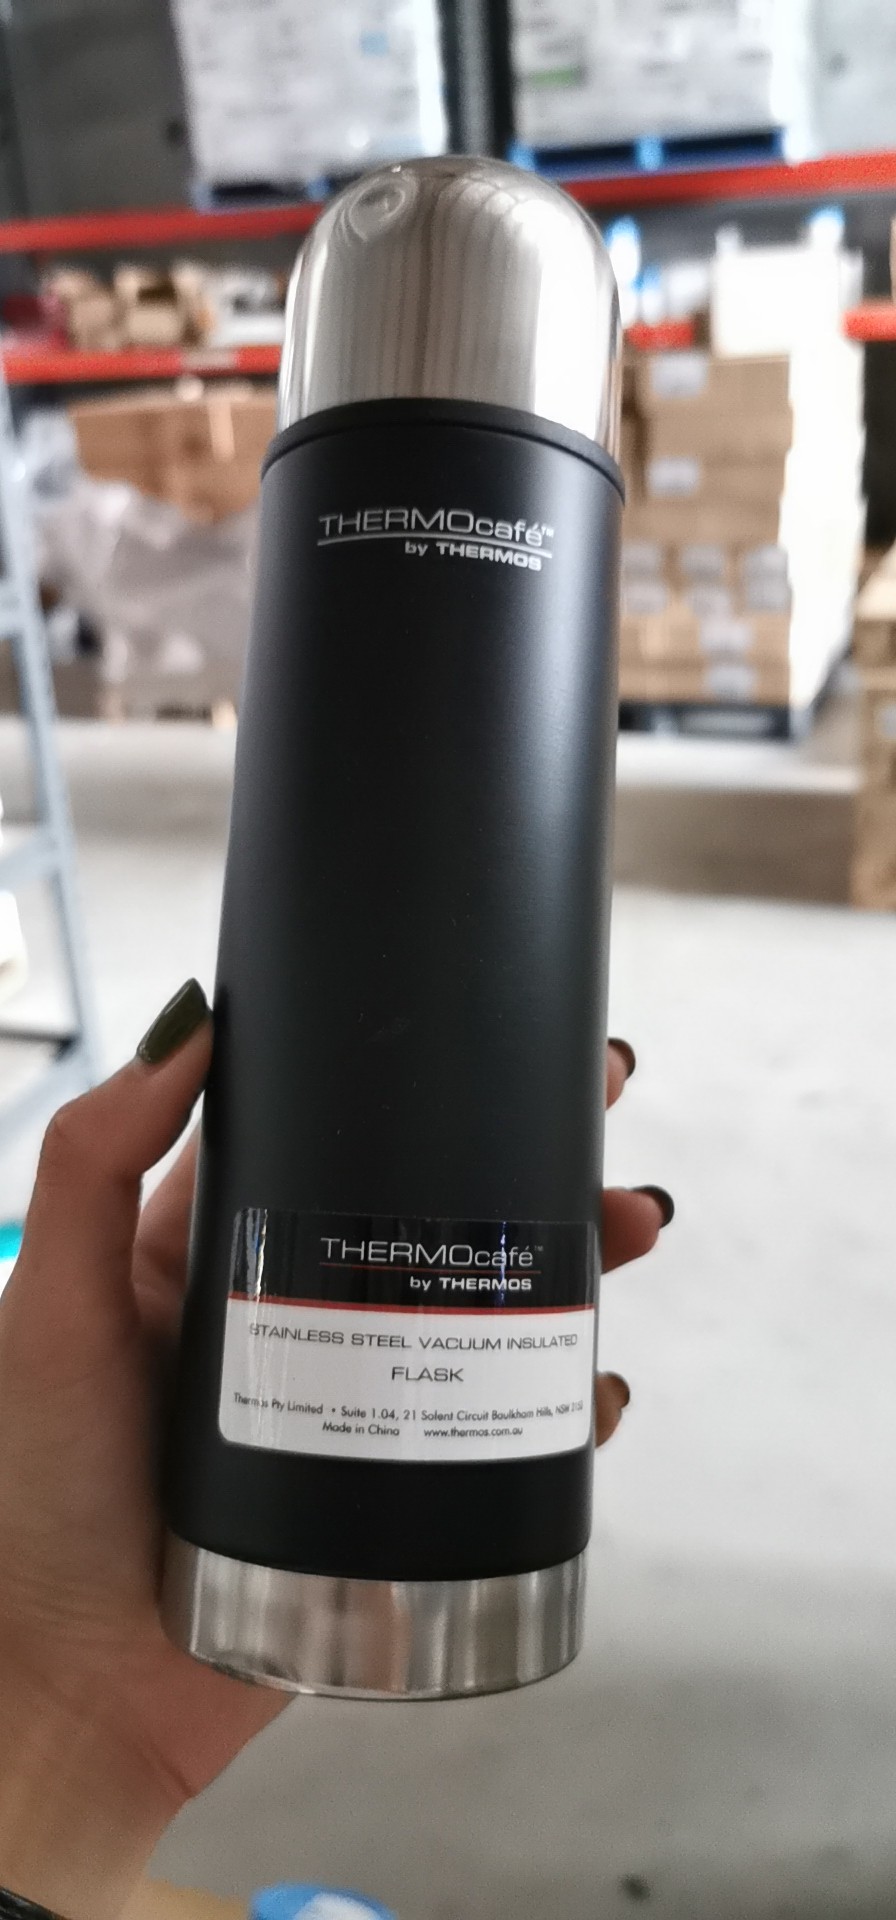 THERMOcafé™
by THERMOS
THERMOcafé™
by THERMOS
STAINLESS STEEL VACUUM INSULATED
FLASK
Thermos Pty Limited • Suite 1.04, 21 Solent Circuit Baulkham Hills, NSW
Made in China www.thermos.com.au